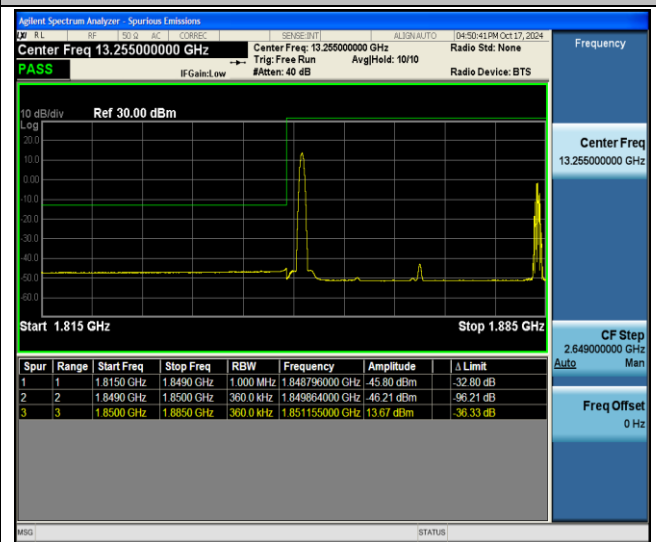 Agilent Spectrum Analyzer - Spurious Emissions
RL RF 50 Ω AC CORREC SENSE:INT ALIGN AUTO 04:50:41 PM Oct 17, 2024
Center Freq 13.255000000 GHz Center Freq: 13.255000000 GHz Radio Std: None
Trig: Free Run Avg|Hold: 10/10
PASS IFGain:Low #Atten: 40 dB Radio Device: BTS
Frequency
10 dB/div Ref 30.00 dBm
Log
20.0
10.0
0.00
-10.0
-20.0
-30.0
-40.0
-50.0
-60.0
Start 1.815 GHz Stop 1.885 GHz
Center Freq
13.255000000 GHz
CF Step
2.649000000 GHz
Auto Man
Freq Offset
0 Hz
Spur Range Start Freq Stop Freq RBW Frequency Amplitude Δ Limit
1 1 1.8150 GHz 1.8490 GHz 1.000 MHz 1.848796000 GHz -45.80 dBm -32.80 dB
2 2 1.8490 GHz 1.8500 GHz 360.0 kHz 1.849864000 GHz -46.21 dBm -96.21 dB
3 3 1.8500 GHz 1.8850 GHz 360.0 kHz 1.851155000 GHz 13.67 dBm -36.33 dB
MSG STATUS